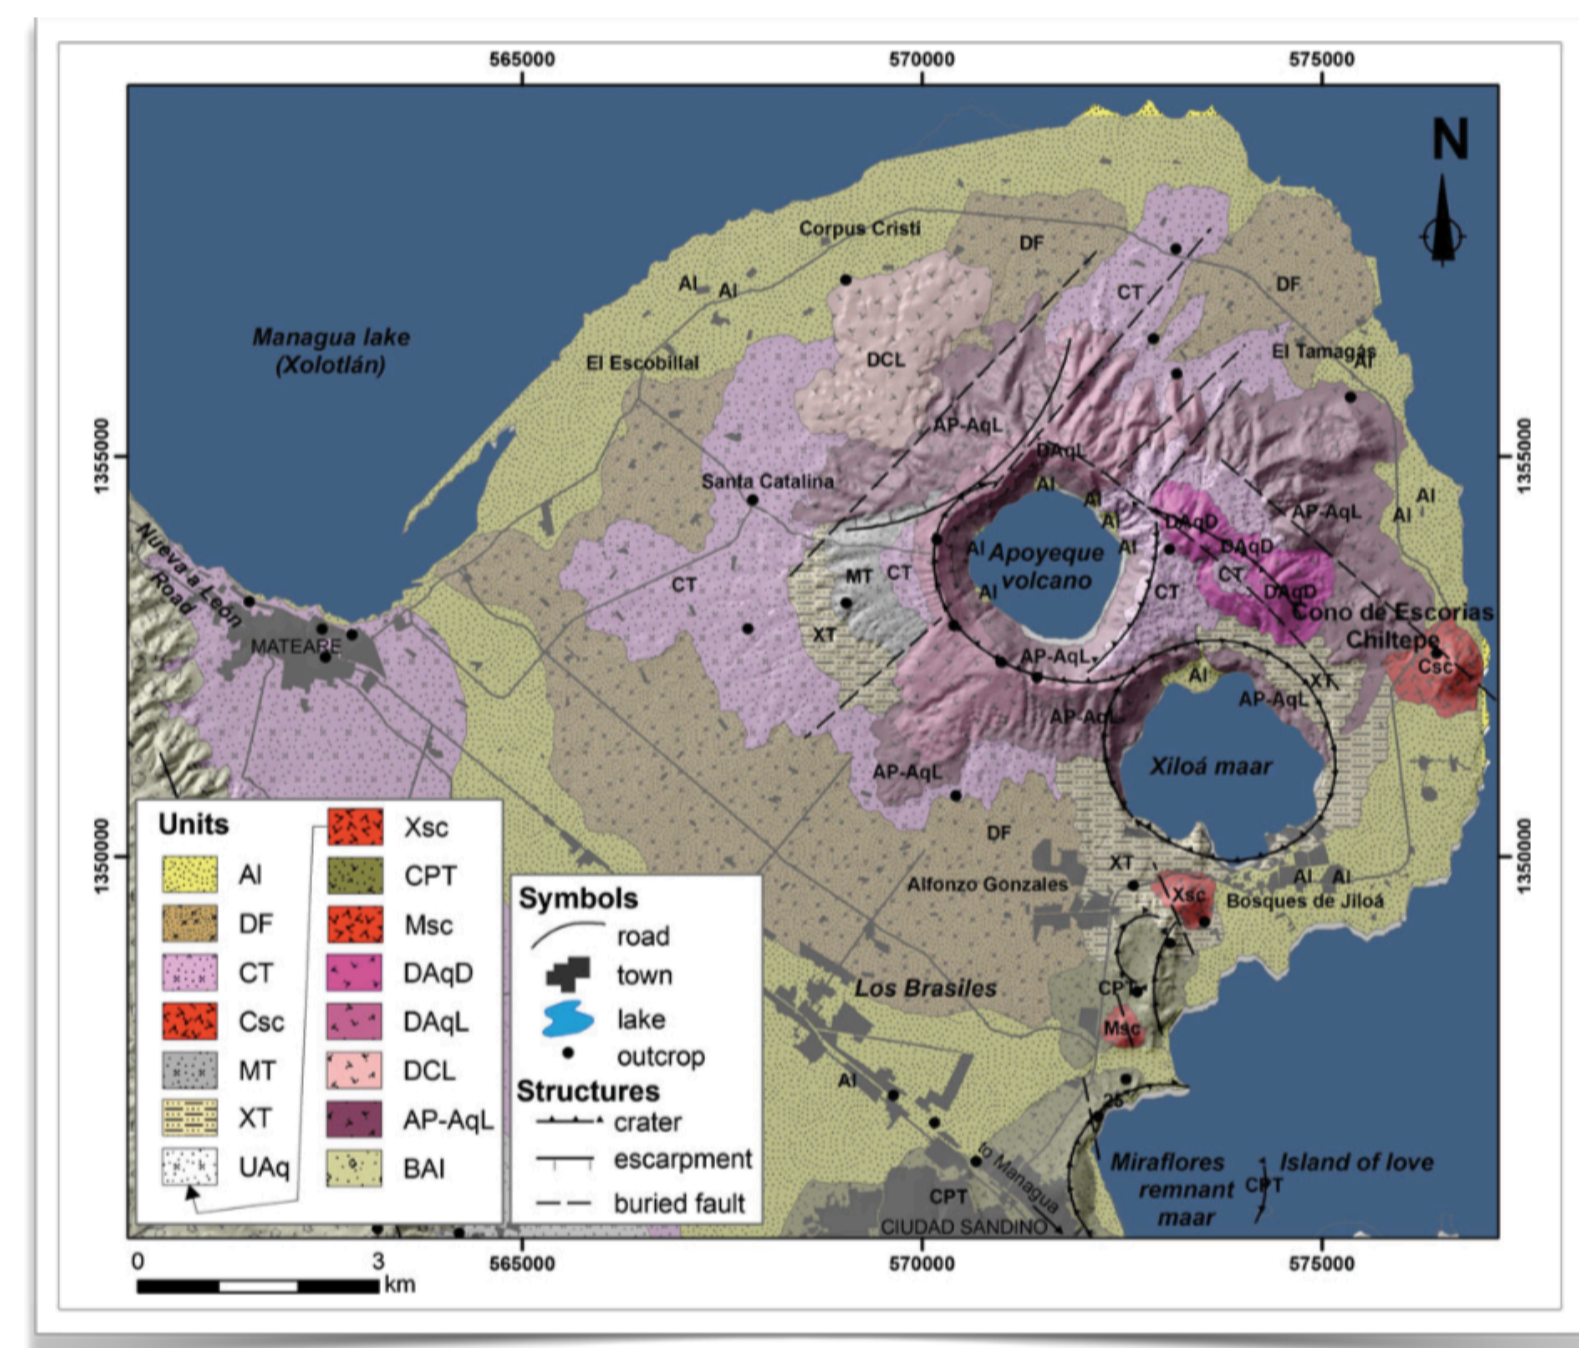 565000
570000
575000
N
Corpus Cristi
DF
Al
Al
CT
DF
Managua lake
(Xolotlán)
El Escobillal
DCL
El Tamagás
Al
1355000
1355000
AP-AqL
DAqL
Santa Catalina
Al
Al
Al
Al
AP-AqL
Al
Al
DAqD
Nueva a León
Road
Al
Apoyeque
volcano
Al
DAqD
CT
MT
CT
CT
CT
DAqD
Al
Cono de Escorias
Chiltepe
MATEARE
XT
AP-AqL
Csc
Al
XT
AP-AqL
AP-AqL
Xiloá maar
AP-AqL
DF
1350000
1350000
XT
Alfonzo Gonzales
Al
Al
Xsc
Bosques de Jiloá
Los Brasiles
CPT
Msc
Al
25
to Managua
Miraflores
remnant
maar
CPT
Island of love
CPT
CIUDAD SANDINO
Units
Al
DF
CT
Csc
MT
XT
UAq
Xsc
CPT
Msc
DAqD
DAqL
DCL
AP-AqL
BAI
Symbols
road
town
lake
outcrop
Structures
crater
escarpment
buried fault
0
3
km
565000
570000
575000